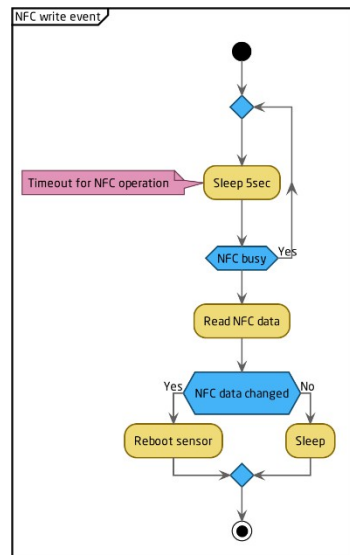 NFC write event
Timeout for NFC operation
Sleep 5sec
Yes
NFC busy
Read NFC data
Yes
NFC data changed
No
Reboot sensor
Sleep